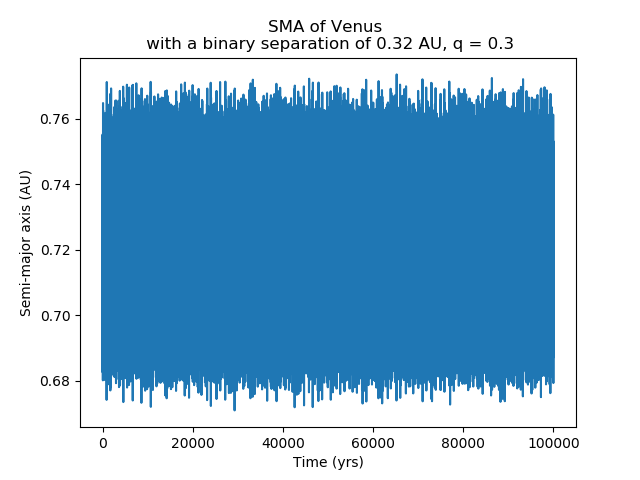 SMA of Venus
with a binary separation of 0.32 AU, q = 0.3
Semi-major axis (AU)
0.76
0.74
0.72
0.70
0.68
0 20000 40000 60000 80000 100000
Time (yrs)